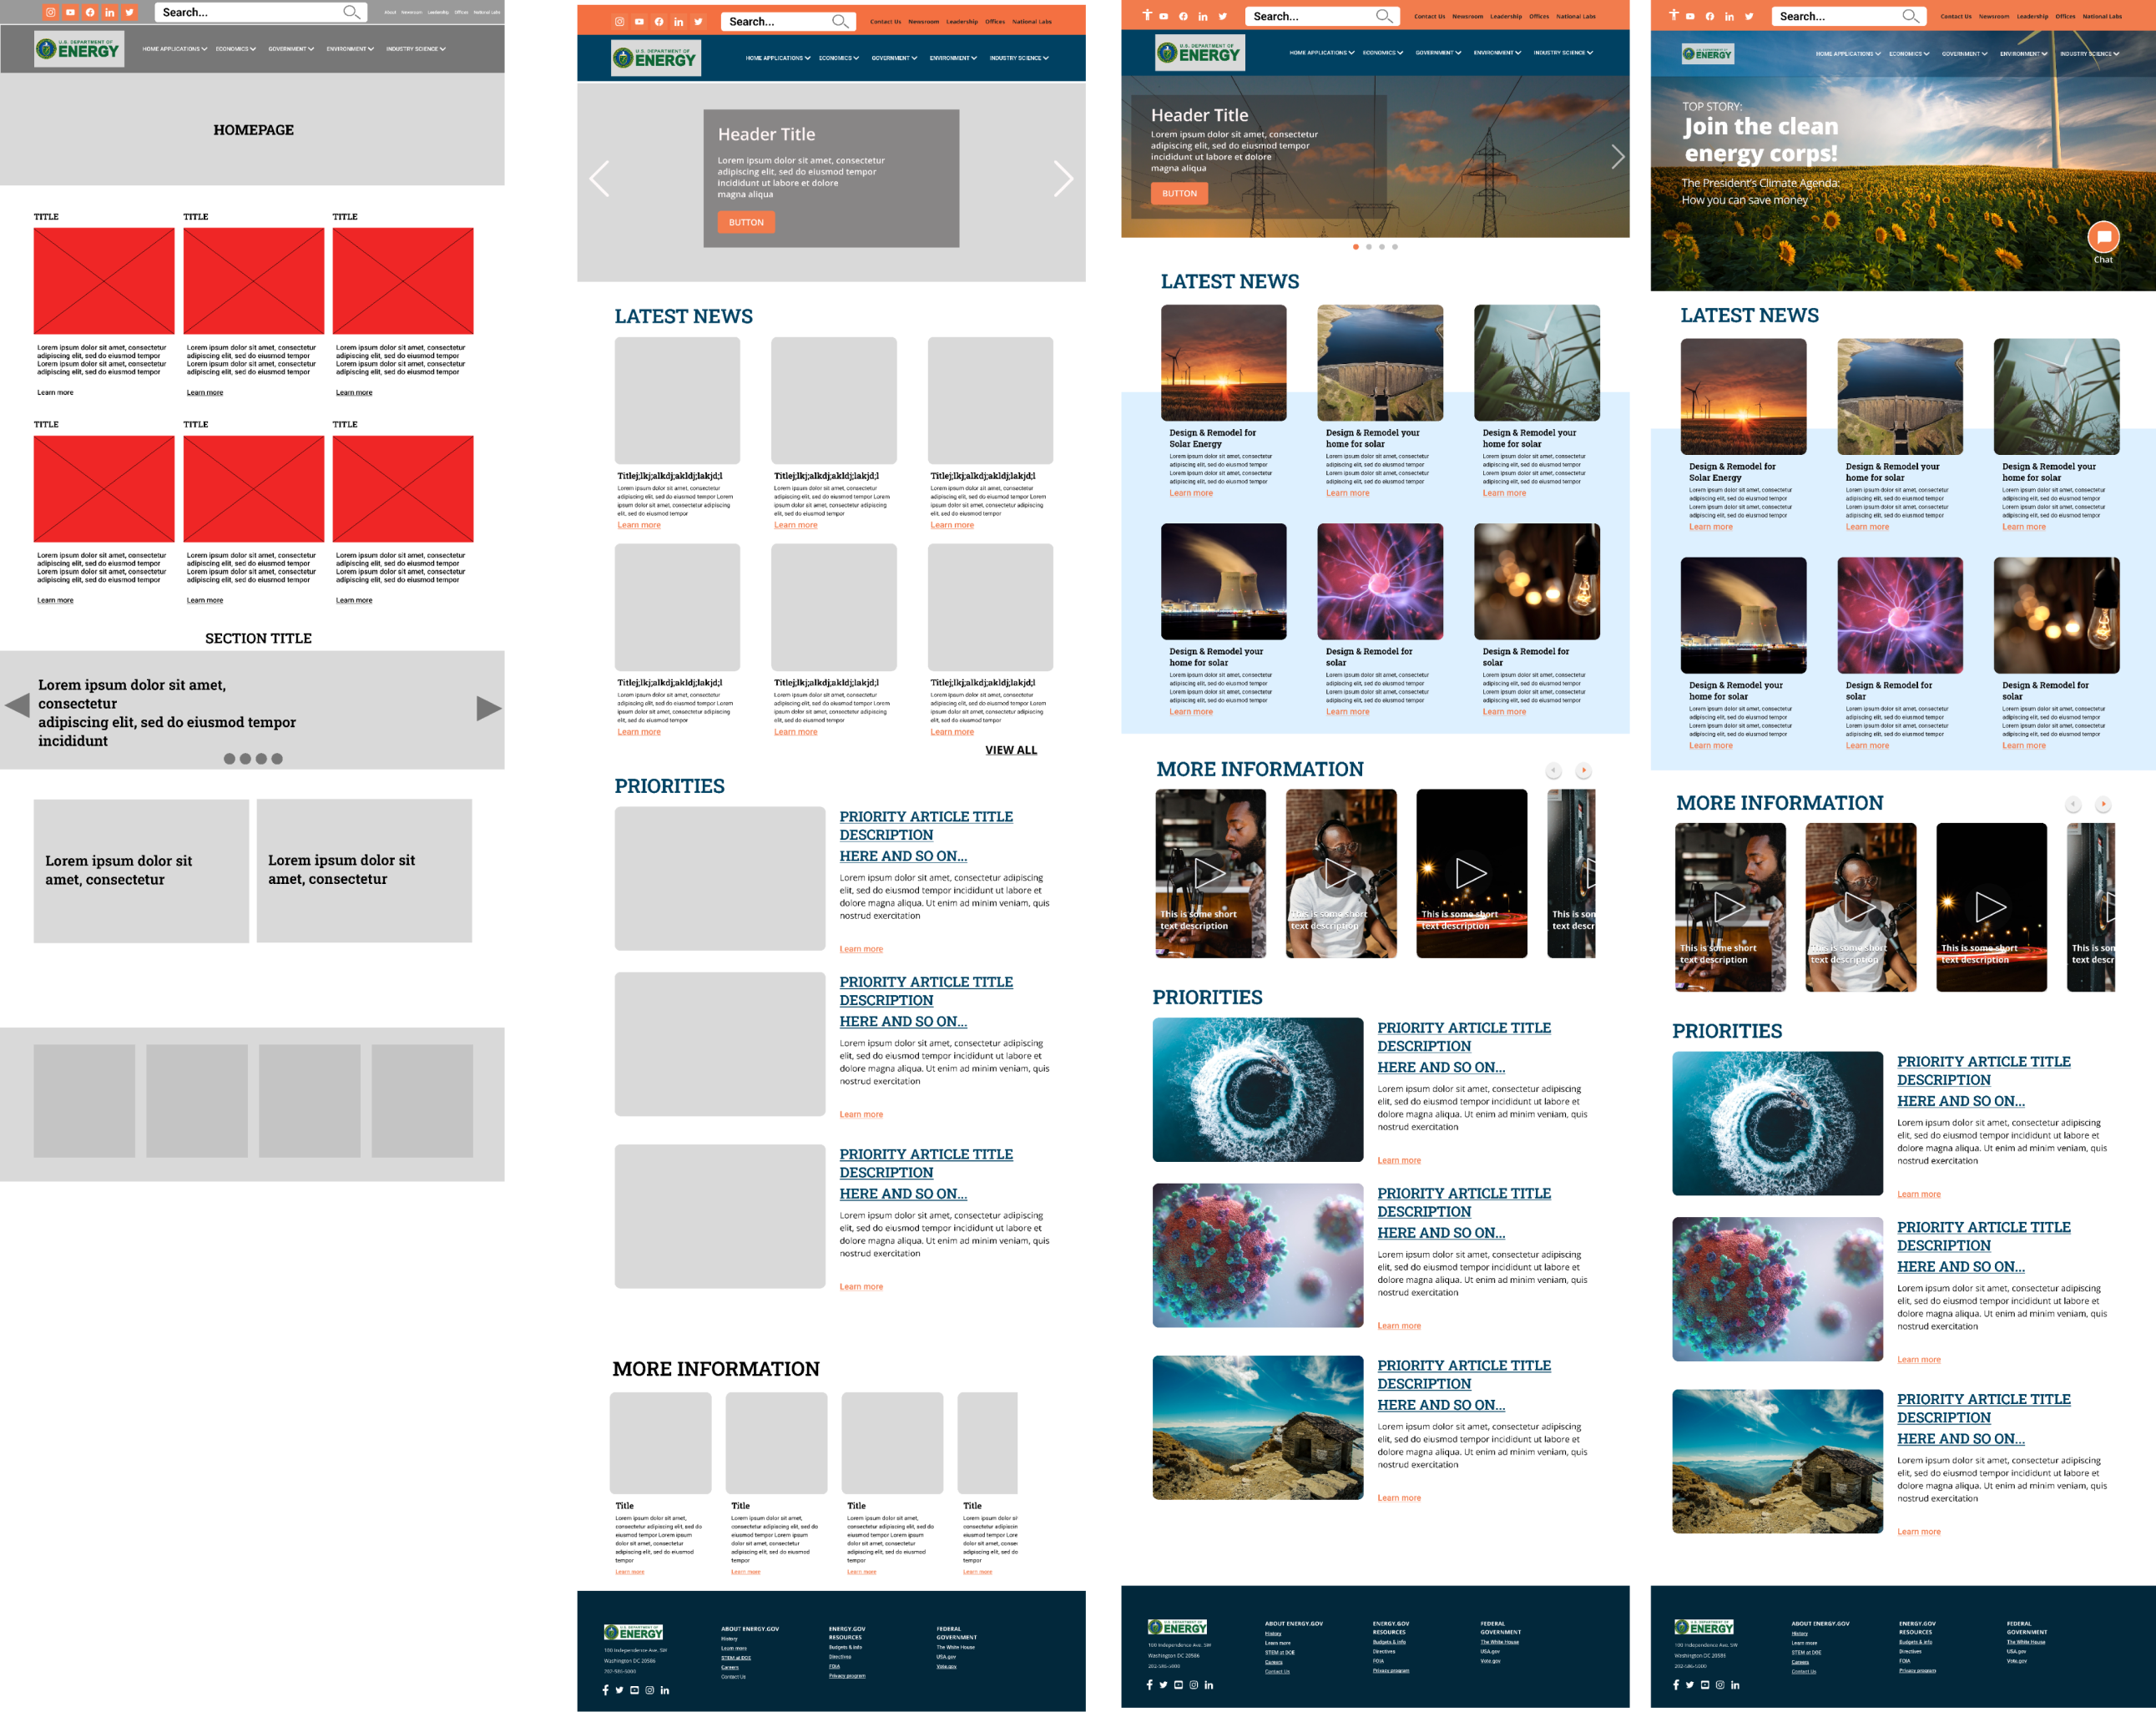 Search...
About Newsroom Leadership Offices National Labs
U.S. DEPARTMENT OF
ENERGY
HOME APPLICATIONS ECONOMICS GOVERNMENT ENVIRONMENT INDUSTRY SCIENCE
HOMEPAGE
TITLE TITLE TITLE
Lorem ipsum dolor sit amet, consectetur
adipiscing elit, sed do eiusmod tempor
Lorem ipsum dolor sit amet, consectetur
adipiscing elit, sed do eiusmod tempor
Learn more
Lorem ipsum dolor sit amet, consectetur
adipiscing elit, sed do eiusmod tempor
Lorem ipsum dolor sit amet, consectetur
adipiscing elit, sed do eiusmod tempor
Learn more
Lorem ipsum dolor sit amet, consectetur
adipiscing elit, sed do eiusmod tempor
Lorem ipsum dolor sit amet, consectetur
adipiscing elit, sed do eiusmod tempor
Learn more
TITLE TITLE TITLE
Lorem ipsum dolor sit amet, consectetur
adipiscing elit, sed do eiusmod tempor
Lorem ipsum dolor sit amet, consectetur
adipiscing elit, sed do eiusmod tempor
Learn more
Lorem ipsum dolor sit amet, consectetur
adipiscing elit, sed do eiusmod tempor
Lorem ipsum dolor sit amet, consectetur
adipiscing elit, sed do eiusmod tempor
Learn more
Lorem ipsum dolor sit amet, consectetur
adipiscing elit, sed do eiusmod tempor
Lorem ipsum dolor sit amet, consectetur
adipiscing elit, sed do eiusmod tempor
Learn more
SECTION TITLE
Lorem ipsum dolor sit amet,
consectetur
adipiscing elit, sed do eiusmod tempor
incididunt
Lorem ipsum dolor sit
amet, consectetur
Lorem ipsum dolor sit
amet, consectetur
Search...
Contact Us Newsroom Leadership Offices National Labs
U.S. DEPARTMENT OF
ENERGY
HOME APPLICATIONS ECONOMICS GOVERNMENT ENVIRONMENT INDUSTRY SCIENCE
Header Title
Lorem ipsum dolor sit amet, consectetur
adipiscing elit, sed do eiusmod tempor
incididunt ut labore et dolore
magna aliqua
BUTTON
LATEST NEWS
Titlej;lkj;alkdj;akldj;lakjd;l
Lorem ipsum dolor sit amet, consectetur
adipiscing elit, sed do eiusmod tempor Lorem
ipsum dolor sit amet, consectetur adipiscing
elit, sed do eiusmod tempor
Learn more
Titlej;lkj;alkdj;akldj;lakjd;l
Lorem ipsum dolor sit amet, consectetur
adipiscing elit, sed do eiusmod tempor Lorem
ipsum dolor sit amet, consectetur adipiscing
elit, sed do eiusmod tempor
Learn more
Titlej;lkj;alkdj;akldj;lakjd;l
Lorem ipsum dolor sit amet, consectetur
adipiscing elit, sed do eiusmod tempor Lorem
ipsum dolor sit amet, consectetur adipiscing
elit, sed do eiusmod tempor
Learn more
Titlej;lkj;alkdj;akldj;lakjd;l
Lorem ipsum dolor sit amet, consectetur
adipiscing elit, sed do eiusmod tempor Lorem
ipsum dolor sit amet, consectetur adipiscing
elit, sed do eiusmod tempor
Learn more
Titlej;lkj;alkdj;akldj;lakjd;l
Lorem ipsum dolor sit amet, consectetur
adipiscing elit, sed do eiusmod tempor Lorem
ipsum dolor sit amet, consectetur adipiscing
elit, sed do eiusmod tempor
Learn more
Titlej;lkj;alkdj;akldj;lakjd;l
Lorem ipsum dolor sit amet, consectetur
adipiscing elit, sed do eiusmod tempor Lorem
ipsum dolor sit amet, consectetur adipiscing
elit, sed do eiusmod tempor
Learn more
VIEW ALL
PRIORITIES
PRIORITY ARTICLE TITLE
DESCRIPTION
HERE AND SO ON...
Lorem ipsum dolor sit amet, consectetur adipiscing
elit, sed do eiusmod tempor incididunt ut labore et
dolore magna aliqua. Ut enim ad minim veniam, quis
nostrud exercitation
Learn more
PRIORITY ARTICLE TITLE
DESCRIPTION
HERE AND SO ON...
Lorem ipsum dolor sit amet, consectetur adipiscing
elit, sed do eiusmod tempor incididunt ut labore et
dolore magna aliqua. Ut enim ad minim veniam, quis
nostrud exercitation
Learn more
PRIORITY ARTICLE TITLE
DESCRIPTION
HERE AND SO ON...
Lorem ipsum dolor sit amet, consectetur adipiscing
elit, sed do eiusmod tempor incididunt ut labore et
dolore magna aliqua. Ut enim ad minim veniam, quis
nostrud exercitation
Learn more
MORE INFORMATION
Title
Lorem ipsum dolor sit amet,
consectetur adipiscing elit, sed do
eiusmod tempor Lorem ipsum
dolor sit amet, consectetur
adipiscing elit, sed do eiusmod
tempor
Learn more
Title
Lorem ipsum dolor sit amet,
consectetur adipiscing elit, sed do
eiusmod tempor Lorem ipsum
dolor sit amet, consectetur
adipiscing elit, sed do eiusmod
tempor
Learn more
Title
Lorem ipsum dolor sit amet,
consectetur adipiscing elit, sed do
eiusmod tempor Lorem ipsum
dolor sit amet, consectetur
adipiscing elit, sed do eiusmod
tempor
Learn more
Title
Lorem ipsum dolor sit
consectetur adipiscin
eiusmod tempor Lore
dolor sit amet, consec
adipiscing elit, sed do
tempor
Learn more
U.S. DEPARTMENT OF
ENERGY
100 Independence Ave. SW
Washington DC 20585
202-586-5000
ABOUT ENERGY.GOV
History
Learn more
STEM at DOE
Careers
Contact Us
ENERGY.GOV
RESOURCES
Budgets & info
Directives
FOIA
Privacy program
FEDERAL
GOVERNMENT
The White House
USA.gov
Vote.gov
Search...
Contact Us Newsroom Leadership Offices National Labs
U.S. DEPARTMENT OF
ENERGY
HOME APPLICATIONS ECONOMICS GOVERNMENT ENVIRONMENT INDUSTRY SCIENCE
Header Title
Lorem ipsum dolor sit amet, consectetur
adipiscing elit, sed do eiusmod tempor
incididunt ut labore et dolore
magna aliqua
BUTTON
LATEST NEWS
Design & Remodel for
Solar Energy
Lorem ipsum dolor sit amet, consectetur
adipiscing elit, sed do eiusmod tempor
Lorem ipsum dolor sit amet, consectetur
adipiscing elit, sed do eiusmod tempor
Learn more
Design & Remodel your
home for solar
Lorem ipsum dolor sit amet, consectetur
adipiscing elit, sed do eiusmod tempor
Lorem ipsum dolor sit amet, consectetur
adipiscing elit, sed do eiusmod tempor
Learn more
Design & Remodel your
home for solar
Lorem ipsum dolor sit amet, consectetur
adipiscing elit, sed do eiusmod tempor
Lorem ipsum dolor sit amet, consectetur
adipiscing elit, sed do eiusmod tempor
Learn more
Design & Remodel your
home for solar
Lorem ipsum dolor sit amet, consectetur
adipiscing elit, sed do eiusmod tempor
Lorem ipsum dolor sit amet, consectetur
adipiscing elit, sed do eiusmod tempor
Learn more
Design & Remodel for
solar
Lorem ipsum dolor sit amet, consectetur
adipiscing elit, sed do eiusmod tempor
Lorem ipsum dolor sit amet, consectetur
adipiscing elit, sed do eiusmod tempor
Learn more
Design & Remodel for
solar
Lorem ipsum dolor sit amet, consectetur
adipiscing elit, sed do eiusmod tempor
Lorem ipsum dolor sit amet, consectetur
adipiscing elit, sed do eiusmod tempor
Learn more
MORE INFORMATION
This is some short
text description
This is some short
text description
This is some short
text description
This is son
text descr
PRIORITIES
PRIORITY ARTICLE TITLE
DESCRIPTION
HERE AND SO ON...
Lorem ipsum dolor sit amet, consectetur adipiscing
elit, sed do eiusmod tempor incididunt ut labore et
dolore magna aliqua. Ut enim ad minim veniam, quis
nostrud exercitation
Learn more
PRIORITY ARTICLE TITLE
DESCRIPTION
HERE AND SO ON...
Lorem ipsum dolor sit amet, consectetur adipiscing
elit, sed do eiusmod tempor incididunt ut labore et
dolore magna aliqua. Ut enim ad minim veniam, quis
nostrud exercitation
Learn more
PRIORITY ARTICLE TITLE
DESCRIPTION
HERE AND SO ON...
Lorem ipsum dolor sit amet, consectetur adipiscing
elit, sed do eiusmod tempor incididunt ut labore et
dolore magna aliqua. Ut enim ad minim veniam, quis
nostrud exercitation
Learn more
U.S. DEPARTMENT OF
ENERGY
100 Independence Ave. SW
Washington DC 20585
202-586-5000
ABOUT ENERGY.GOV
History
Learn more
STEM at DOE
Careers
Contact Us
ENERGY.GOV
RESOURCES
Budgets & info
Directives
FOIA
Privacy program
FEDERAL
GOVERNMENT
The White House
USA.gov
Vote.gov
Search...
Contact Us Newsroom Leadership Offices National Labs
U.S. DEPARTMENT OF
ENERGY
HOME APPLICATIONS ECONOMICS GOVERNMENT ENVIRONMENT INDUSTRY SCIENCE
TOP STORY:
Join the clean
energy corps!
The President's Climate Agenda:
How you can save money
Chat
LATEST NEWS
Design & Remodel for
Solar Energy
Lorem ipsum dolor sit amet, consectetur
adipiscing elit, sed do eiusmod tempor
Lorem ipsum dolor sit amet, consectetur
adipiscing elit, sed do eiusmod tempor
Learn more
Design & Remodel your
home for solar
Lorem ipsum dolor sit amet, consectetur
adipiscing elit, sed do eiusmod tempor
Lorem ipsum dolor sit amet, consectetur
adipiscing elit, sed do eiusmod tempor
Learn more
Design & Remodel your
home for solar
Lorem ipsum dolor sit amet, consectetur
adipiscing elit, sed do eiusmod tempor
Lorem ipsum dolor sit amet, consectetur
adipiscing elit, sed do eiusmod tempor
Learn more
Design & Remodel your
home for solar
Lorem ipsum dolor sit amet, consectetur
adipiscing elit, sed do eiusmod tempor
Lorem ipsum dolor sit amet, consectetur
adipiscing elit, sed do eiusmod tempor
Learn more
Design & Remodel for
solar
Lorem ipsum dolor sit amet, consectetur
adipiscing elit, sed do eiusmod tempor
Lorem ipsum dolor sit amet, consectetur
adipiscing elit, sed do eiusmod tempor
Learn more
Design & Remodel for
solar
Lorem ipsum dolor sit amet, consectetur
adipiscing elit, sed do eiusmod tempor
Lorem ipsum dolor sit amet, consectetur
adipiscing elit, sed do eiusmod tempor
Learn more
MORE INFORMATION
This is some short
text description
This is some short
text description
This is some short
text description
This is son
text descr
PRIORITIES
PRIORITY ARTICLE TITLE
DESCRIPTION
HERE AND SO ON...
Lorem ipsum dolor sit amet, consectetur adipiscing
elit, sed do eiusmod tempor incididunt ut labore et
dolore magna aliqua. Ut enim ad minim veniam, quis
nostrud exercitation
Learn more
PRIORITY ARTICLE TITLE
DESCRIPTION
HERE AND SO ON...
Lorem ipsum dolor sit amet, consectetur adipiscing
elit, sed do eiusmod tempor incididunt ut labore et
dolore magna aliqua. Ut enim ad minim veniam, quis
nostrud exercitation
Learn more
PRIORITY ARTICLE TITLE
DESCRIPTION
HERE AND SO ON...
Lorem ipsum dolor sit amet, consectetur adipiscing
elit, sed do eiusmod tempor incididunt ut labore et
dolore magna aliqua. Ut enim ad minim veniam, quis
nostrud exercitation
Learn more
U.S. DEPARTMENT OF
ENERGY
100 Independence Ave. SW
Washington DC 20585
202-586-5000
ABOUT ENERGY.GOV
History
Learn more
STEM at DOE
Careers
Contact Us
ENERGY.GOV
RESOURCES
Budgets & info
Directives
FOIA
Privacy program
FEDERAL
GOVERNMENT
The White House
USA.gov
Vote.gov